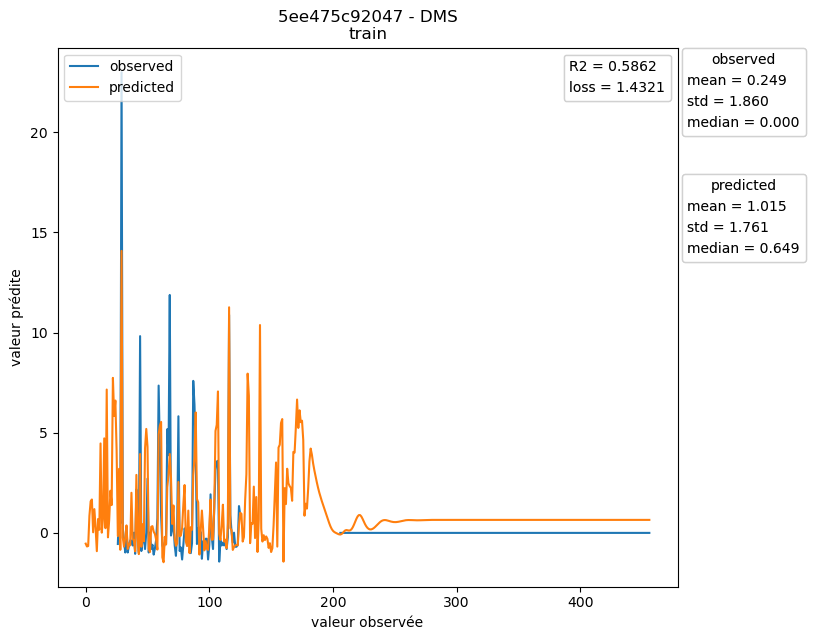 5ee475c92047 - DMS
train
observed
predicted
R2 = 0.5862
loss = 1.4321
observed
mean = 0.249
std = 1.860
median = 0.000
predicted
mean = 1.015
std = 1.761
median = 0.649
valeur prédite
20
15
10
5
0
0 100 200 300 400
valeur observée